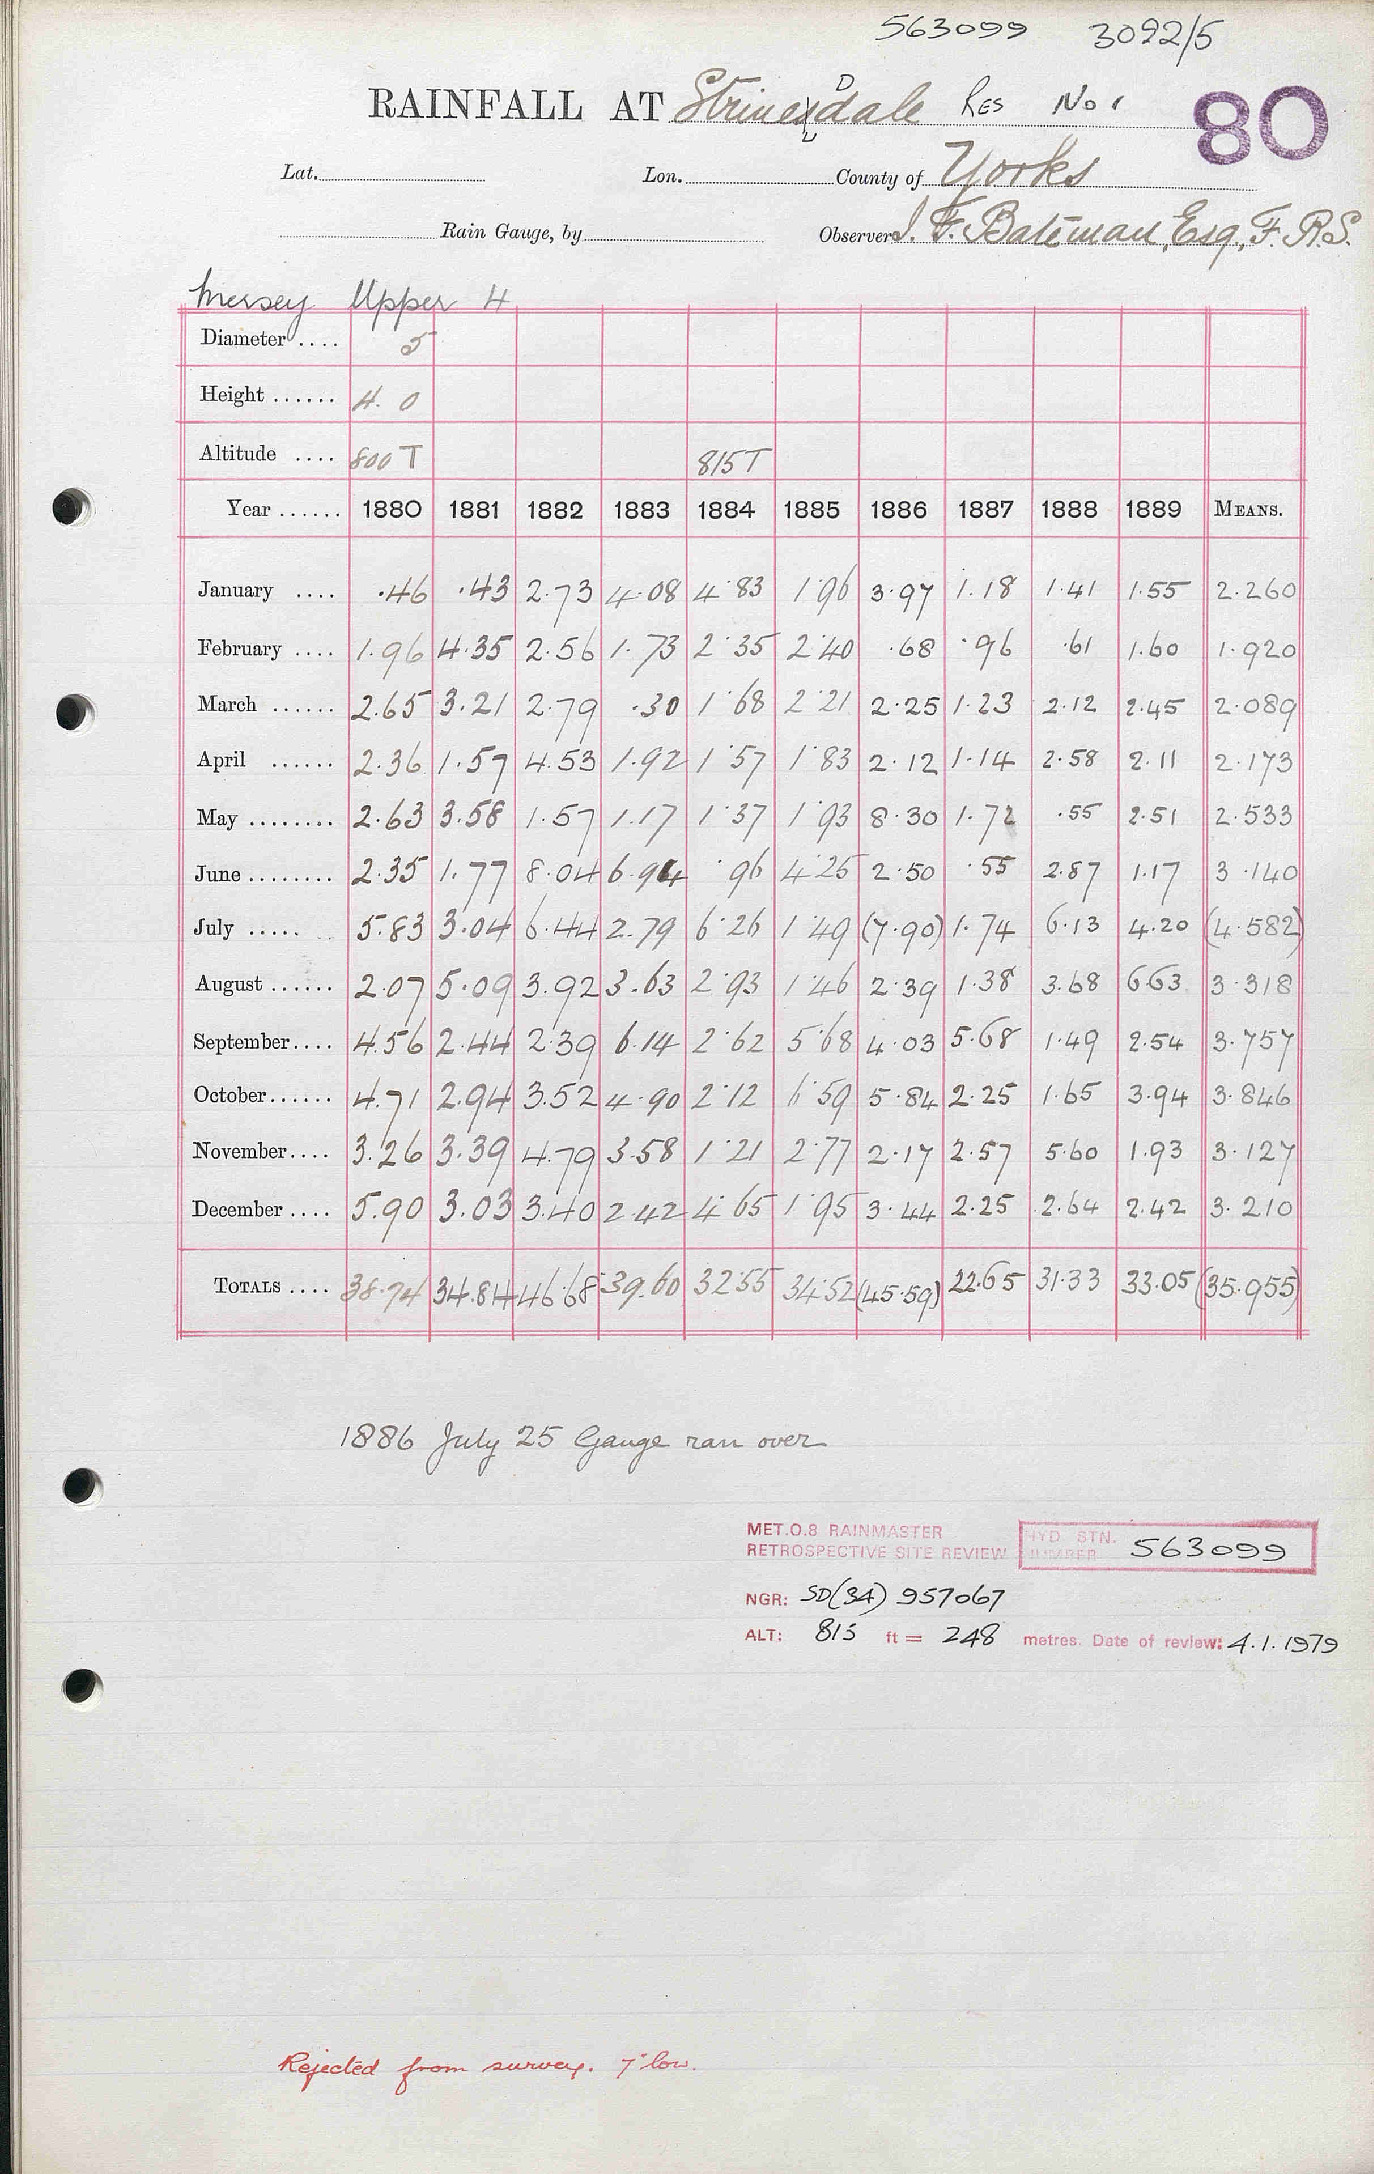 563099 3092/5
RAINFALL AT Strinesdale Res No 1 80
D
Lat. Lon. County of Yorks
Rain Gauge, by Observer J. F. Bateman, Esq., F.R.S.
Mersey Upper 4
Diameter .... 5
Height ...... 4. 0
Altitude .... 800 T 815T
Year ...... 1880 1881 1882 1883 1884 1885 1886 1887 1888 1889 MEANS.
January .... .46 .43 2.73 4.08 4.83 1.96 3.97 1.18 1.41 1.55 2.260
February .... 1.96 4.35 2.56 1.73 2.35 2.40 .68 .96 .61 1.60 1.920
March ...... 2.65 3.21 2.79 .30 1.68 2.21 2.25 1.23 2.12 2.45 2.089
April ...... 2.36 1.57 4.53 1.92 1.57 1.83 2.12 1.14 2.58 2.11 2.173
May ........ 2.63 3.58 1.57 1.17 1.37 1.93 8.30 1.72 .55 2.51 2.533
June ........ 2.35 1.77 8.04 6.94 .96 4.25 2.50 .55 2.87 1.17 3.140
July ..... 5.83 3.04 6.44 2.79 6.26 1.49 (7.90) 1.74 6.13 4.20 (4.582)
August ...... 2.07 5.09 3.92 3.63 2.93 1.46 2.39 1.38 3.68 6.63 3.318
September.... 4.56 2.44 2.39 6.14 2.62 5.68 4.03 5.68 1.49 2.54 3.757
October...... 4.71 2.94 3.52 4.90 2.12 6.59 5.84 2.25 1.65 3.94 3.846
November.... 3.26 3.39 4.79 3.58 1.21 2.77 2.17 2.57 5.60 1.93 3.127
December .... 5.90 3.03 3.40 2.42 4.65 1.95 3.44 2.25 2.64 2.42 3.210
TOTALS .... 38.74 34.84 46.68 39.60 32.55 34.52 (45.59) 22.65 31.33 33.05 (35.955)
1886 July 25 Gauge ran over
MET.O.8 RAINMASTER
RETROSPECTIVE SITE REVIEW HYD STN. NUMBER 563099
NGR: SD(34) 957067
ALT: 815 ft = 248 metres. Date of review: 4.1.1979
Rejected from survey. 7" low.